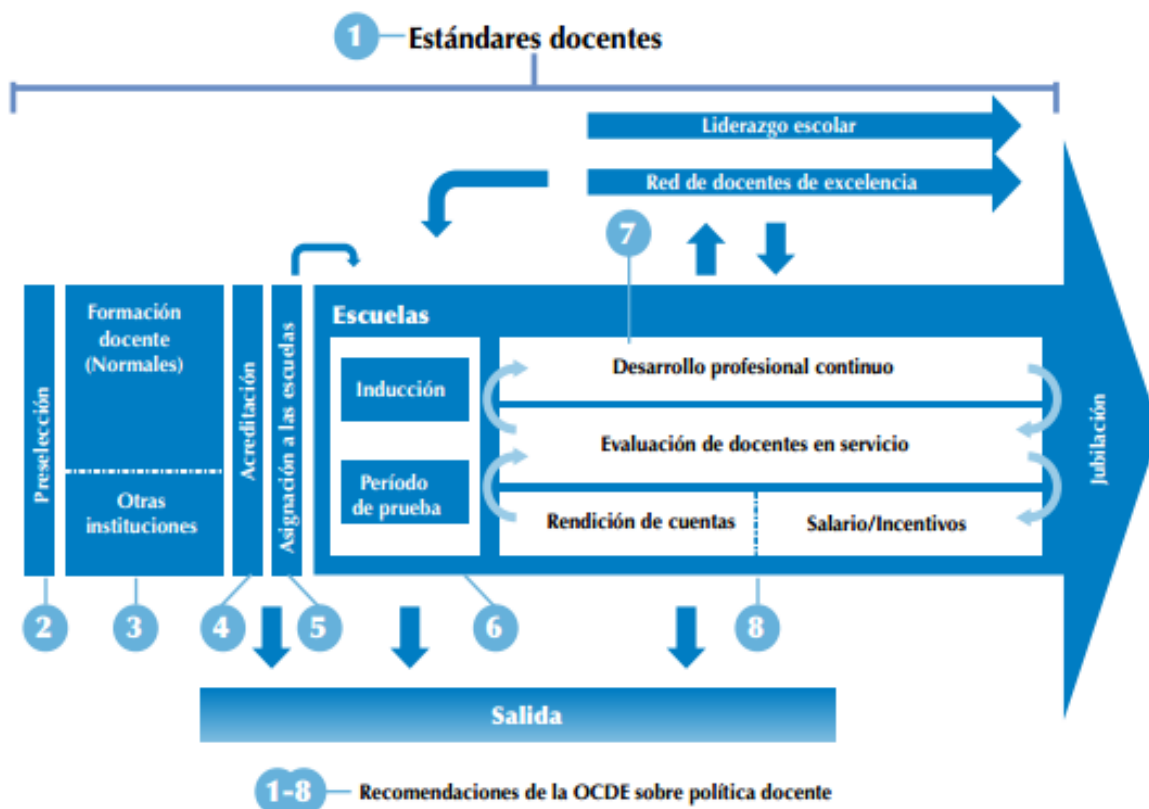 1 Estándares docentes
Liderazgo escolar
Red de docentes de excelencia
7
Preselección
Formación
docente
(Normales)
Otras
instituciones
Acreditación
Asignación a las escuelas
Escuelas
Inducción
Período
de prueba
Desarrollo profesional continuo
Evaluación de docentes en servicio
Rendición de cuentas
Salario/Incentivos
Jubilación
2
3
4
5
6
8
Salida
1-8 Recomendaciones de la OCDE sobre política docente